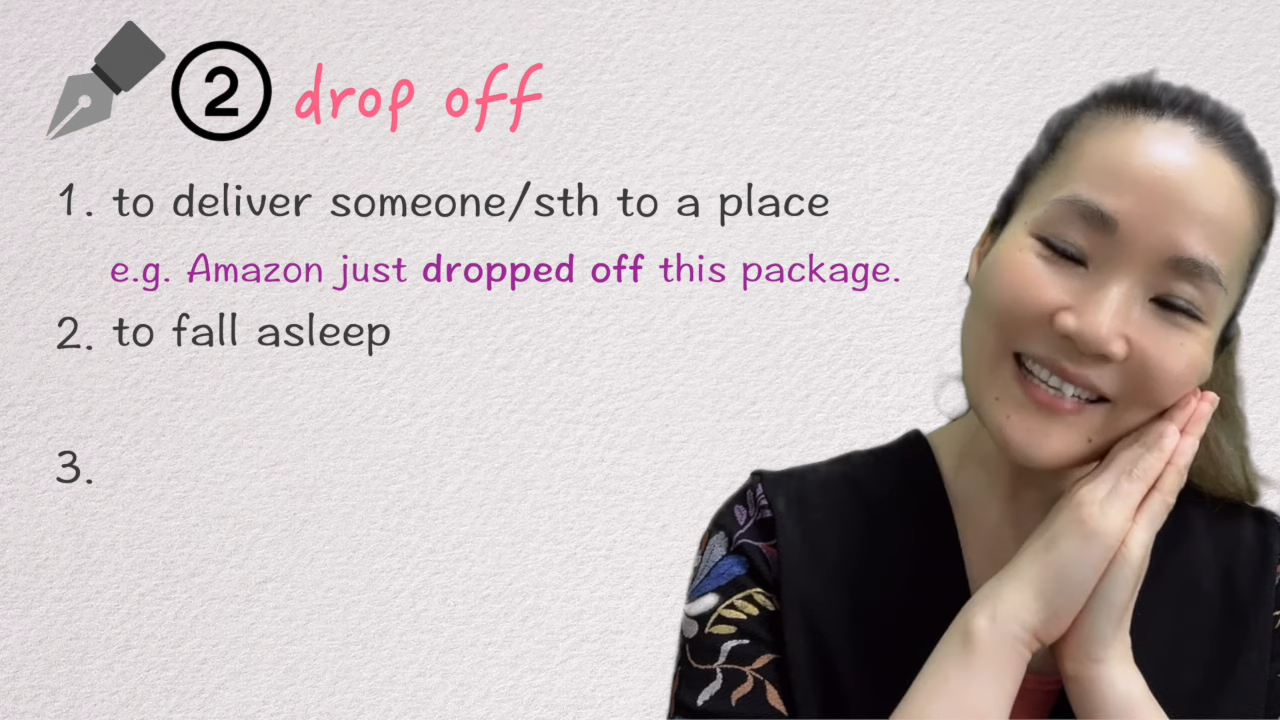 2 drop off
1. to deliver someone/sth to a place
e.g. Amazon just dropped off this package.
2. to fall asleep
3.